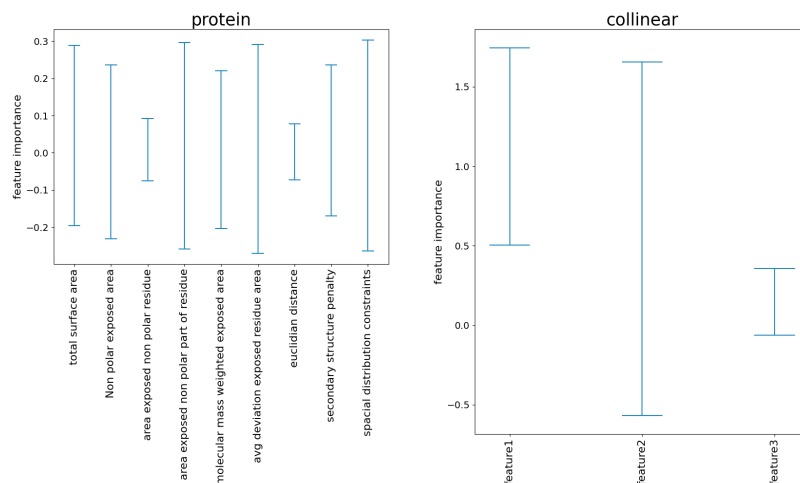 protein
feature importance
0.3
0.2
0.1
0.0
−0.1
−0.2
total surface area
Non polar exposed area
area exposed non polar residue
area exposed non polar part of residue
molecular mass weighted exposed area
avg deviation exposed residue area
euclidian distance
secondary structure penalty
spacial distribution constraints
collinear
feature importance
1.5
1.0
0.5
0.0
−0.5
feature1
feature2
feature3